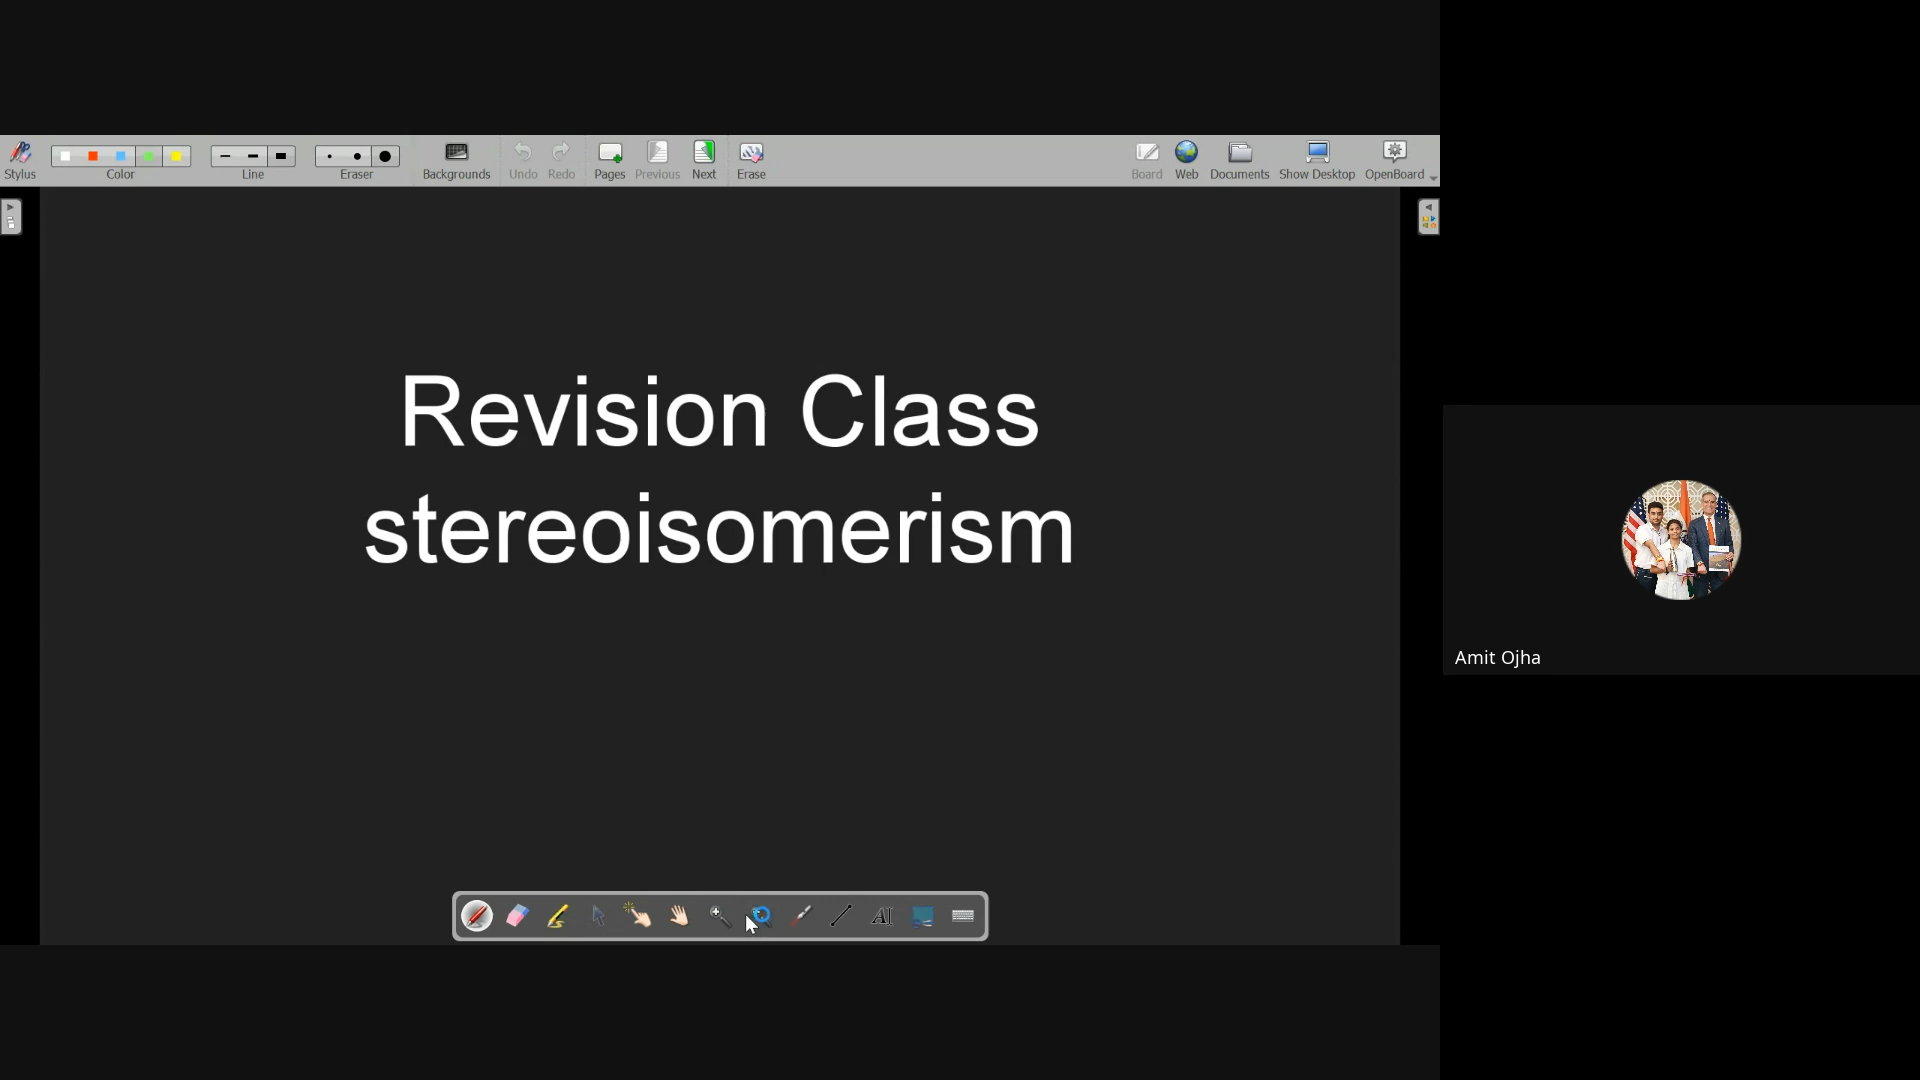 Stylus
Color
Line
Eraser
Backgrounds
Undo
Redo
Pages
Previous
Next
Erase
Board
Web
Documents
Show Desktop
OpenBoard
Revision Class
stereoisomerism
Amit Ojha